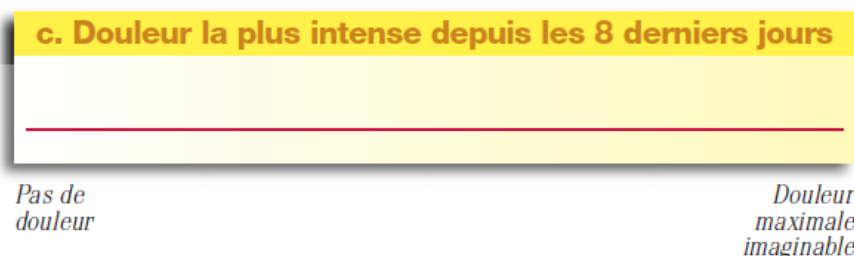 c. Douleur la plus intense depuis les 8 derniers jours
Pas de
douleur
Douleur
maximale
imaginable